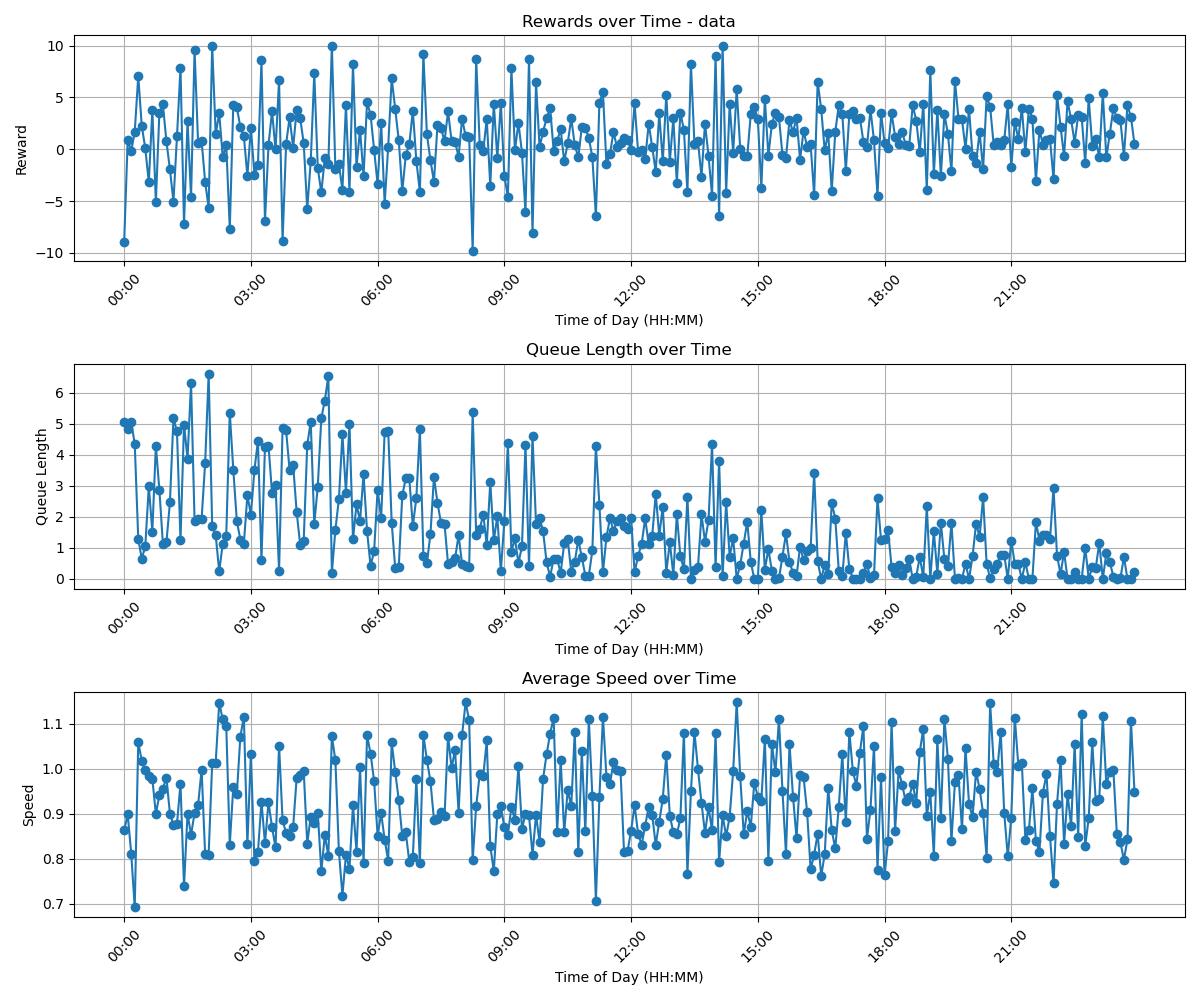 Rewards over Time - data
10
5
0
−5
−10
Reward
00:00 03:00 06:00 09:00 12:00 15:00 18:00 21:00
Time of Day (HH:MM)
Queue Length over Time
6
5
4
3
2
1
0
Queue Length
00:00 03:00 06:00 09:00 12:00 15:00 18:00 21:00
Time of Day (HH:MM)
Average Speed over Time
1.1
1.0
0.9
0.8
0.7
Speed
00:00 03:00 06:00 09:00 12:00 15:00 18:00 21:00
Time of Day (HH:MM)